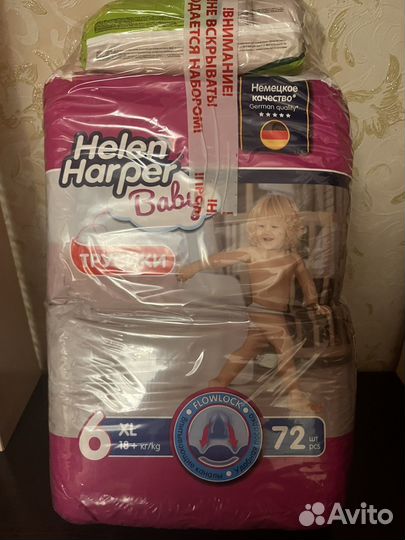 !ВНИМАНИЕ!
НЕ ВСКРЫВАТЬ!
ДАЕТСЯ НАБОРОМ!
Немецкое
качество*
German quality*
Helen
Harper
Baby
ТРУСИКИ
6
XL
18+ кг/kg
FLOWLOCK
72 шт
pcs
Avito